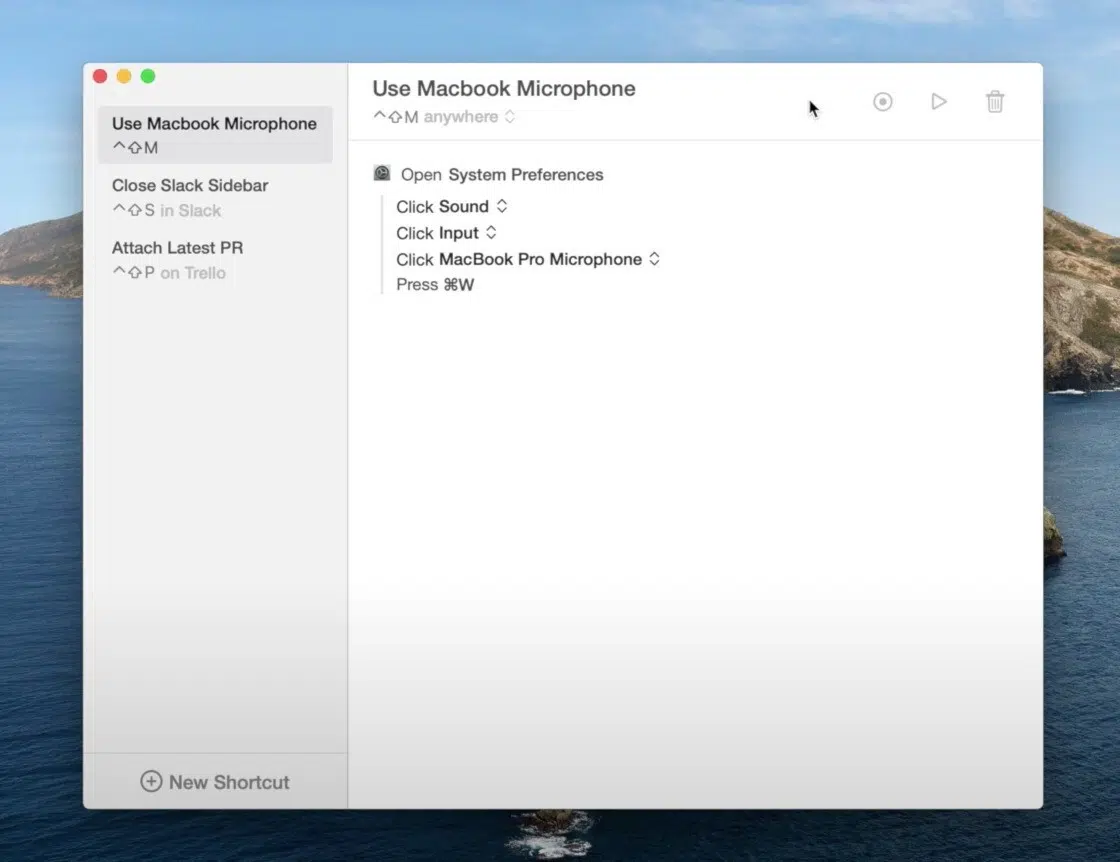 Use Macbook Microphone
⌃⇧M
Close Slack Sidebar
⌃⇧S in Slack
Attach Latest PR
⌃⇧P on Trello
New Shortcut
Use Macbook Microphone
⌃⇧M anywhere
Open System Preferences
Click Sound
Click Input
Click MacBook Pro Microphone
Press ⌘W